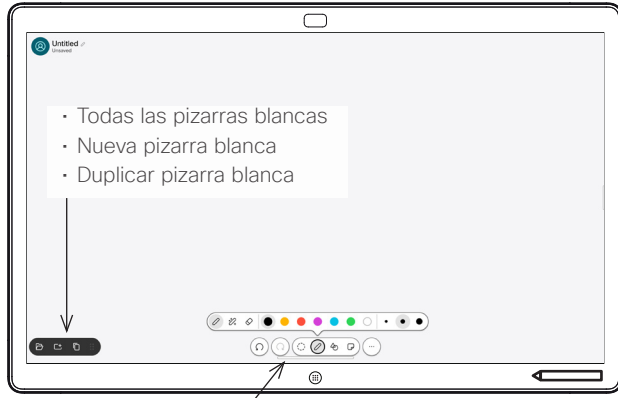 Untitled
Unsaved
· Todas las pizarras blancas
· Nueva pizarra blanca
· Duplicar pizarra blanca